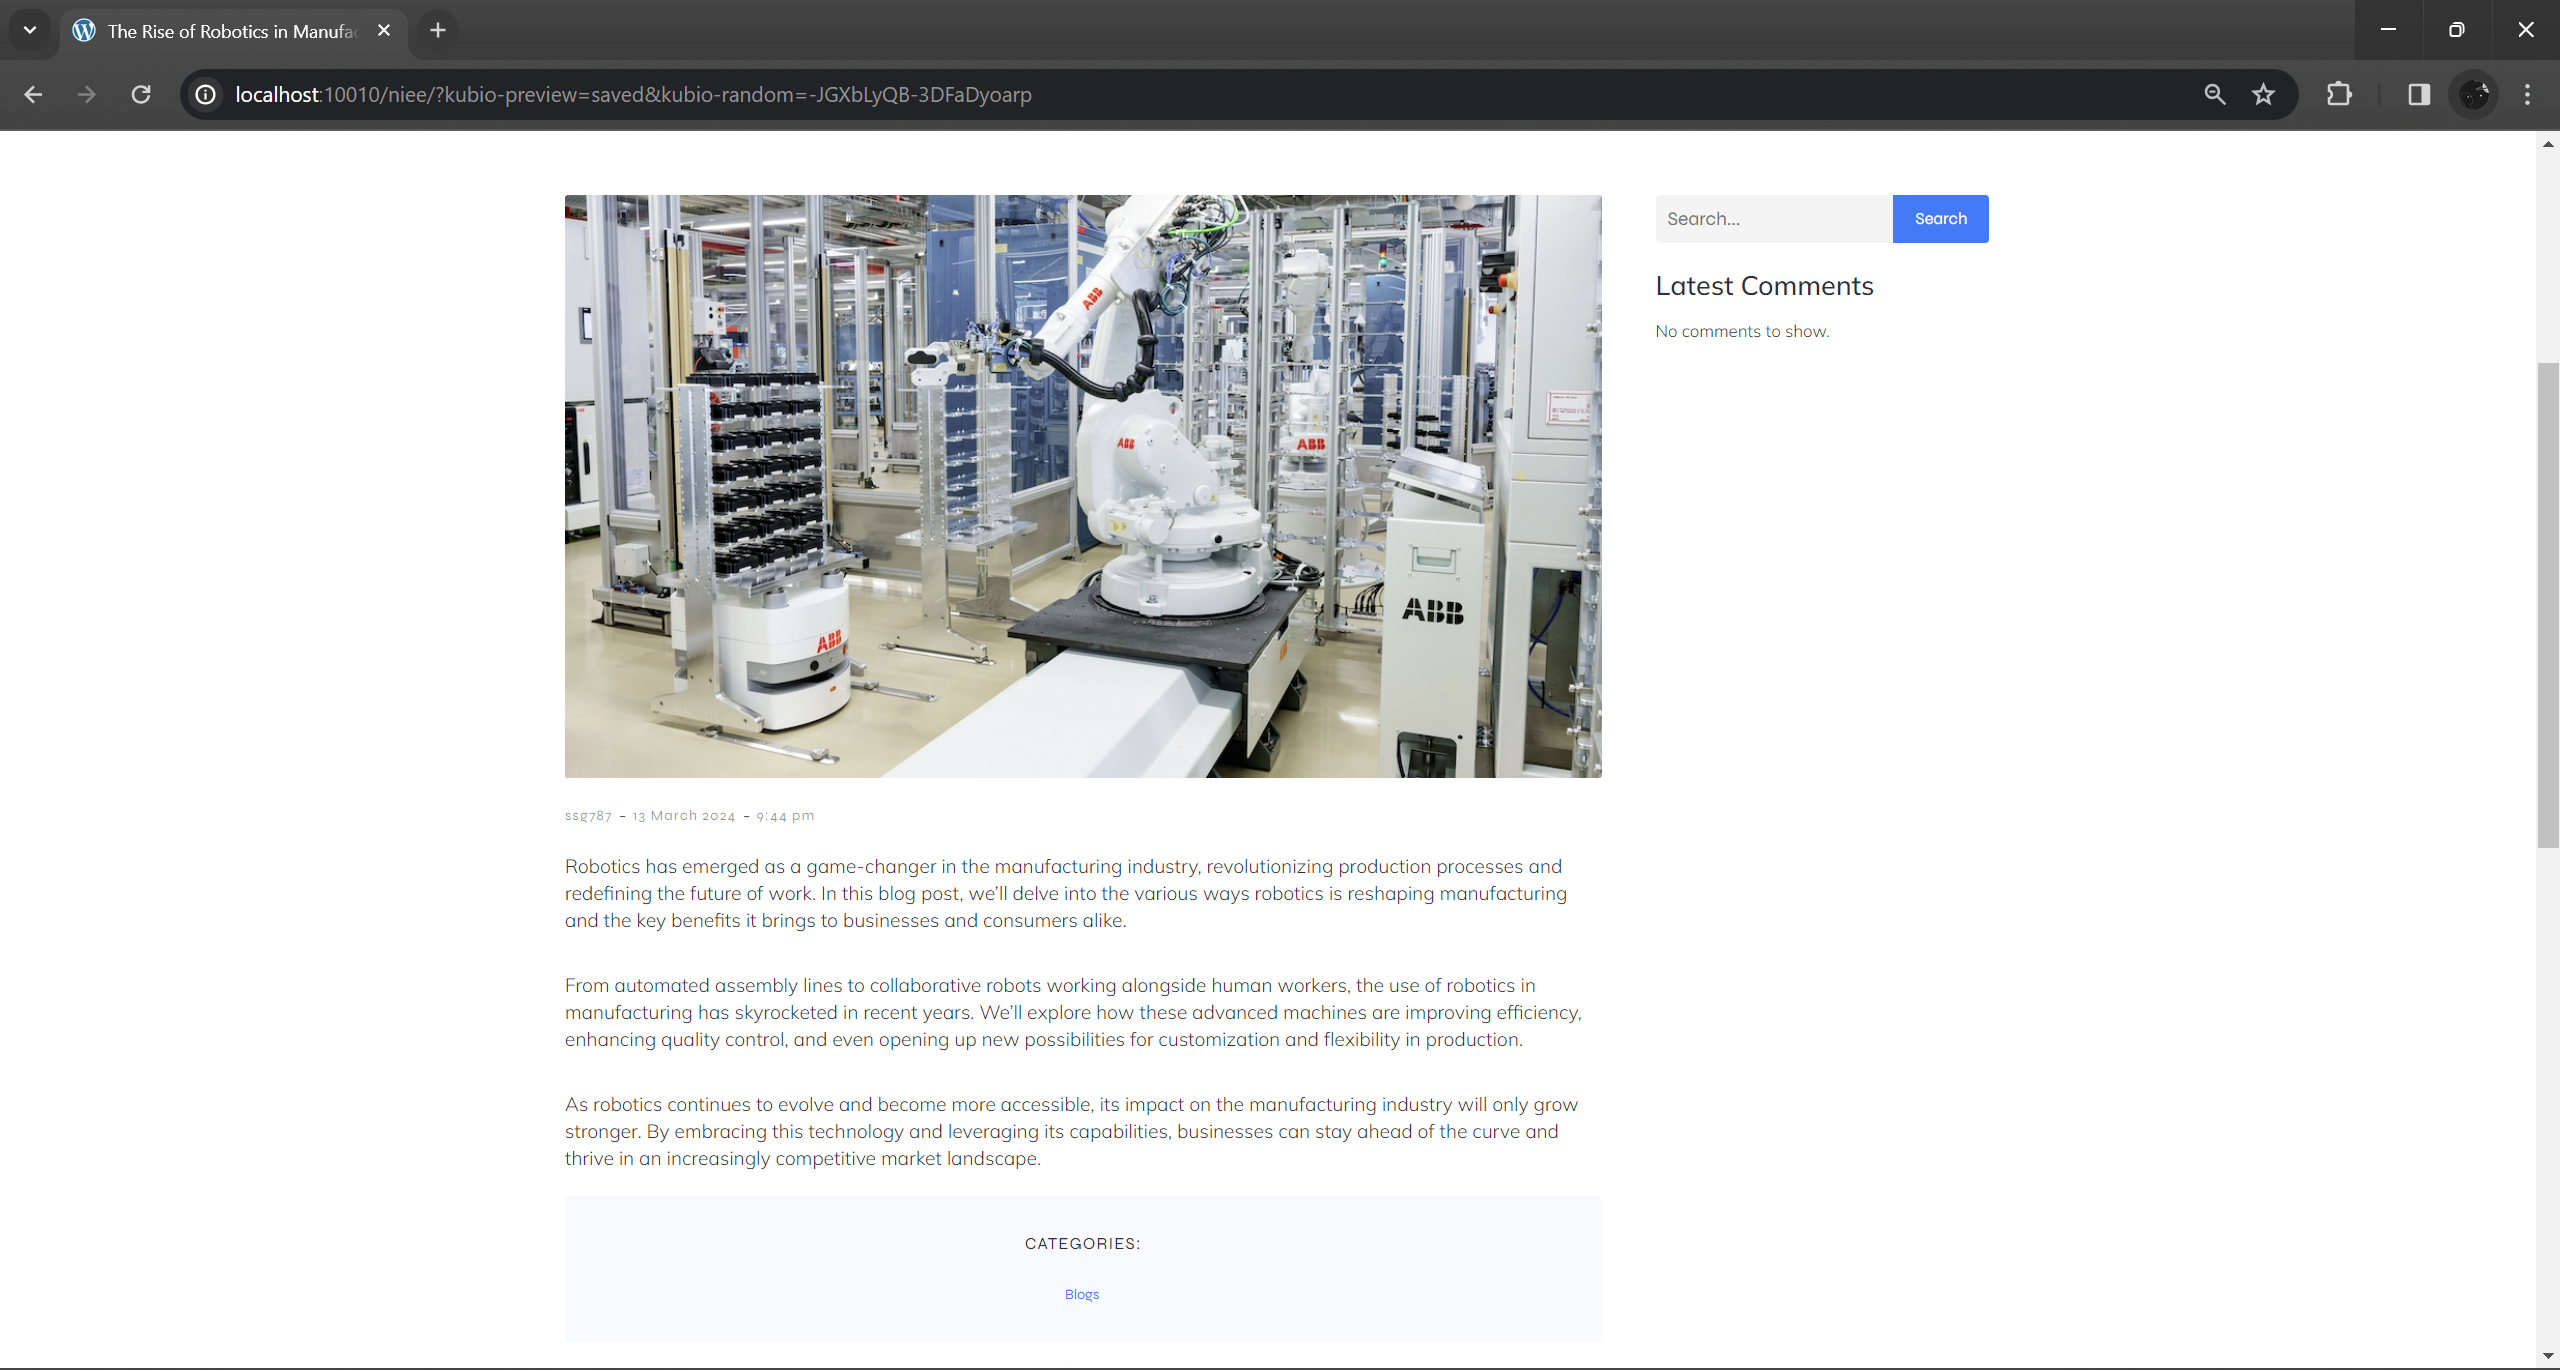 The Rise of Robotics in Manufac
localhost:10010/niee/?kubio-preview=saved&kubio-random=-JGXbLyQB-3DFaDyoarp
Search...
Search
Latest Comments
No comments to show.
ABB
ABB
ABB
ABB
ABB
ssg787 - 13 March 2024 - 9:44 pm
Robotics has emerged as a game-changer in the manufacturing industry, revolutionizing production processes and
redefining the future of work. In this blog post, we’ll delve into the various ways robotics is reshaping manufacturing
and the key benefits it brings to businesses and consumers alike.
From automated assembly lines to collaborative robots working alongside human workers, the use of robotics in
manufacturing has skyrocketed in recent years. We’ll explore how these advanced machines are improving efficiency,
enhancing quality control, and even opening up new possibilities for customization and flexibility in production.
As robotics continues to evolve and become more accessible, its impact on the manufacturing industry will only grow
stronger. By embracing this technology and leveraging its capabilities, businesses can stay ahead of the curve and
thrive in an increasingly competitive market landscape.
CATEGORIES:
Blogs